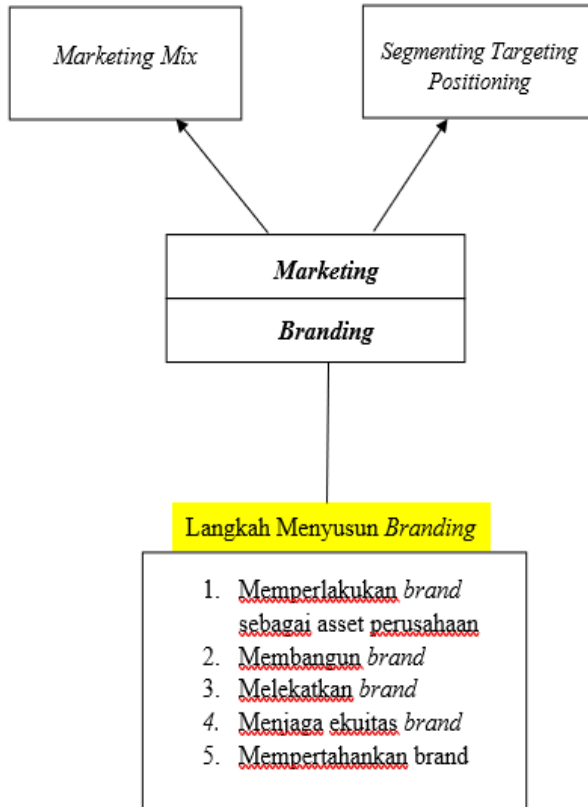 Marketing Mix
Segmenting Targeting
Positioning
Marketing
Branding
Langkah Menyusun Branding
1. Memperlakukan brand
sebagai asset perusahaan
2. Membangun brand
3. Melekatkan brand
4. Menjaga ekuitas brand
5. Mempertahankan brand